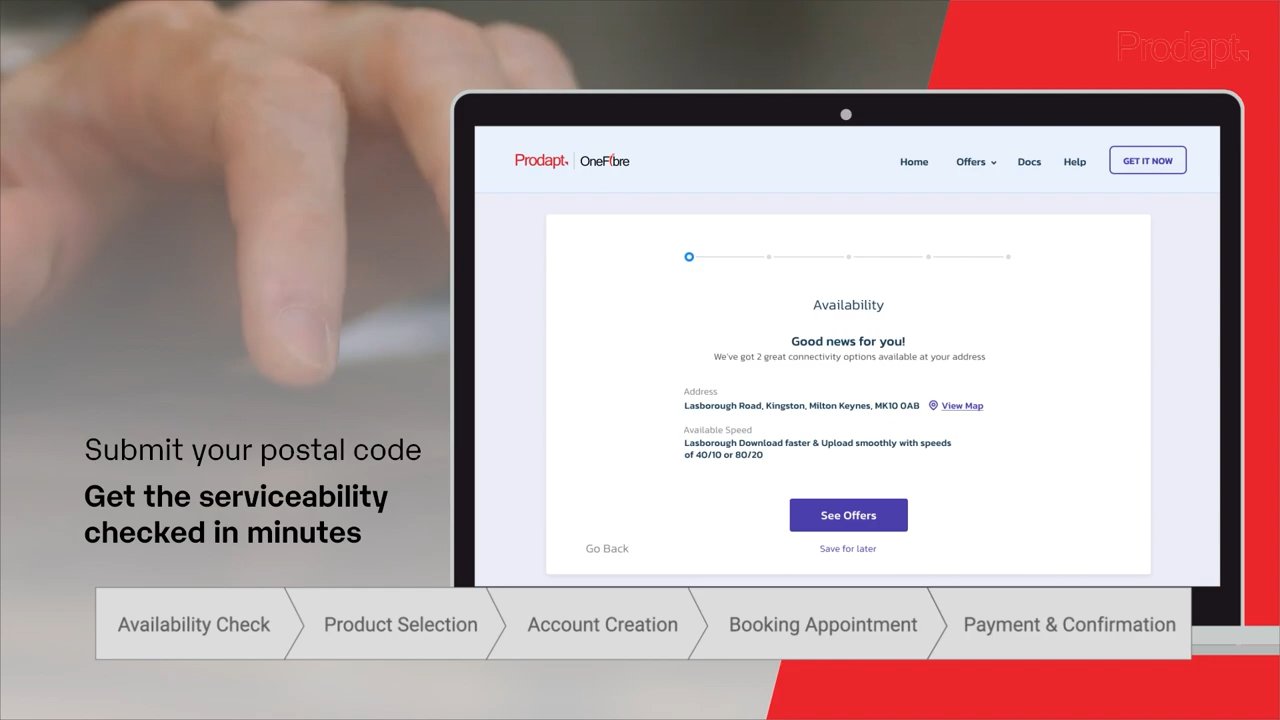 Prodapt
Prodapt | OneFibre
Home
Offers
Docs
Help
GET IT NOW
Availability
Good news for you!
We've got 2 great connectivity options available at your address
Address
Lasborough Road, Kingston, Milton Keynes, MK10 0AB
View Map
Available Speed
Lasborough Download faster & Upload smoothly with speeds
of 40/10 or 80/20
See Offers
Go Back
Save for later
Submit your postal code
Get the serviceability
checked in minutes
Availability Check
Product Selection
Account Creation
Booking Appointment
Payment & Confirmation